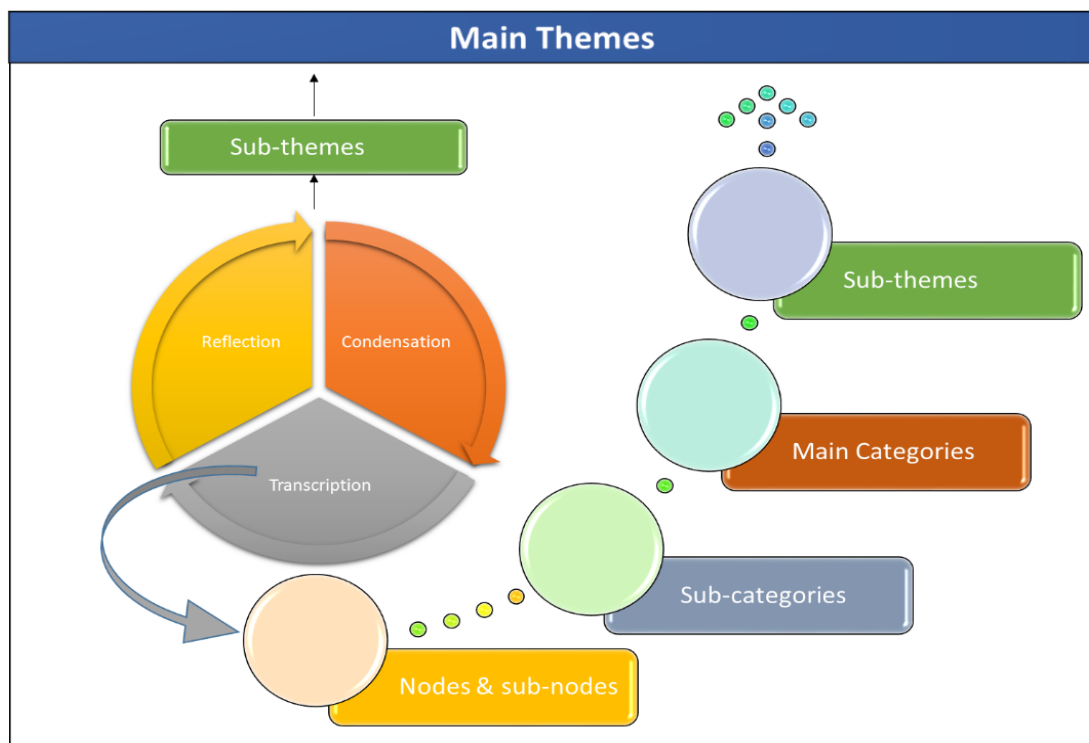 Main Themes
Sub-themes
Reflection
Condensation
Transcription
Sub-themes
Main Categories
Sub-categories
Nodes & sub-nodes